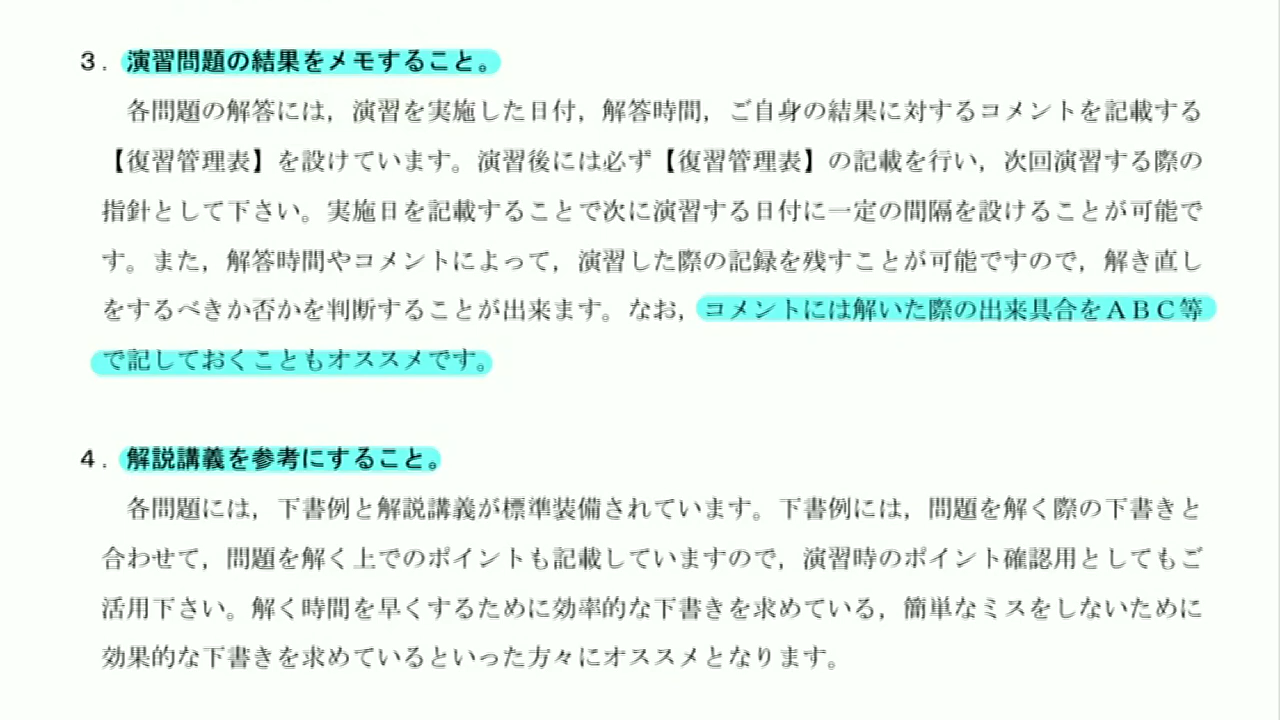 ３．演習問題の結果をメモすること。
各問題の解答には，演習を実施した日付，解答時間，ご自身の結果に対するコメントを記載する
【復習管理表】を設けています。演習後には必ず【復習管理表】の記載を行い，次回演習する際の
指針として下さい。実施日を記載することで次に演習する日付に一定の間隔を設けることが可能で
す。また，解答時間やコメントによって，演習した際の記録を残すことが可能ですので，解き直し
をするべきか否かを判断することが出来ます。なお，コメントには解いた際の出来具合をＡＢＣ等
で記しておくこともオススメです。
４．解説講義を参考にすること。
各問題には，下書例と解説講義が標準装備されています。下書例には，問題を解く際の下書きと
合わせて，問題を解く上でのポイントも記載していますので，演習時のポイント確認用としてもご
活用下さい。解く時間を早くするために効率的な下書きを求めている，簡単なミスをしないために
効果的な下書きを求めているといった方々にオススメとなります。